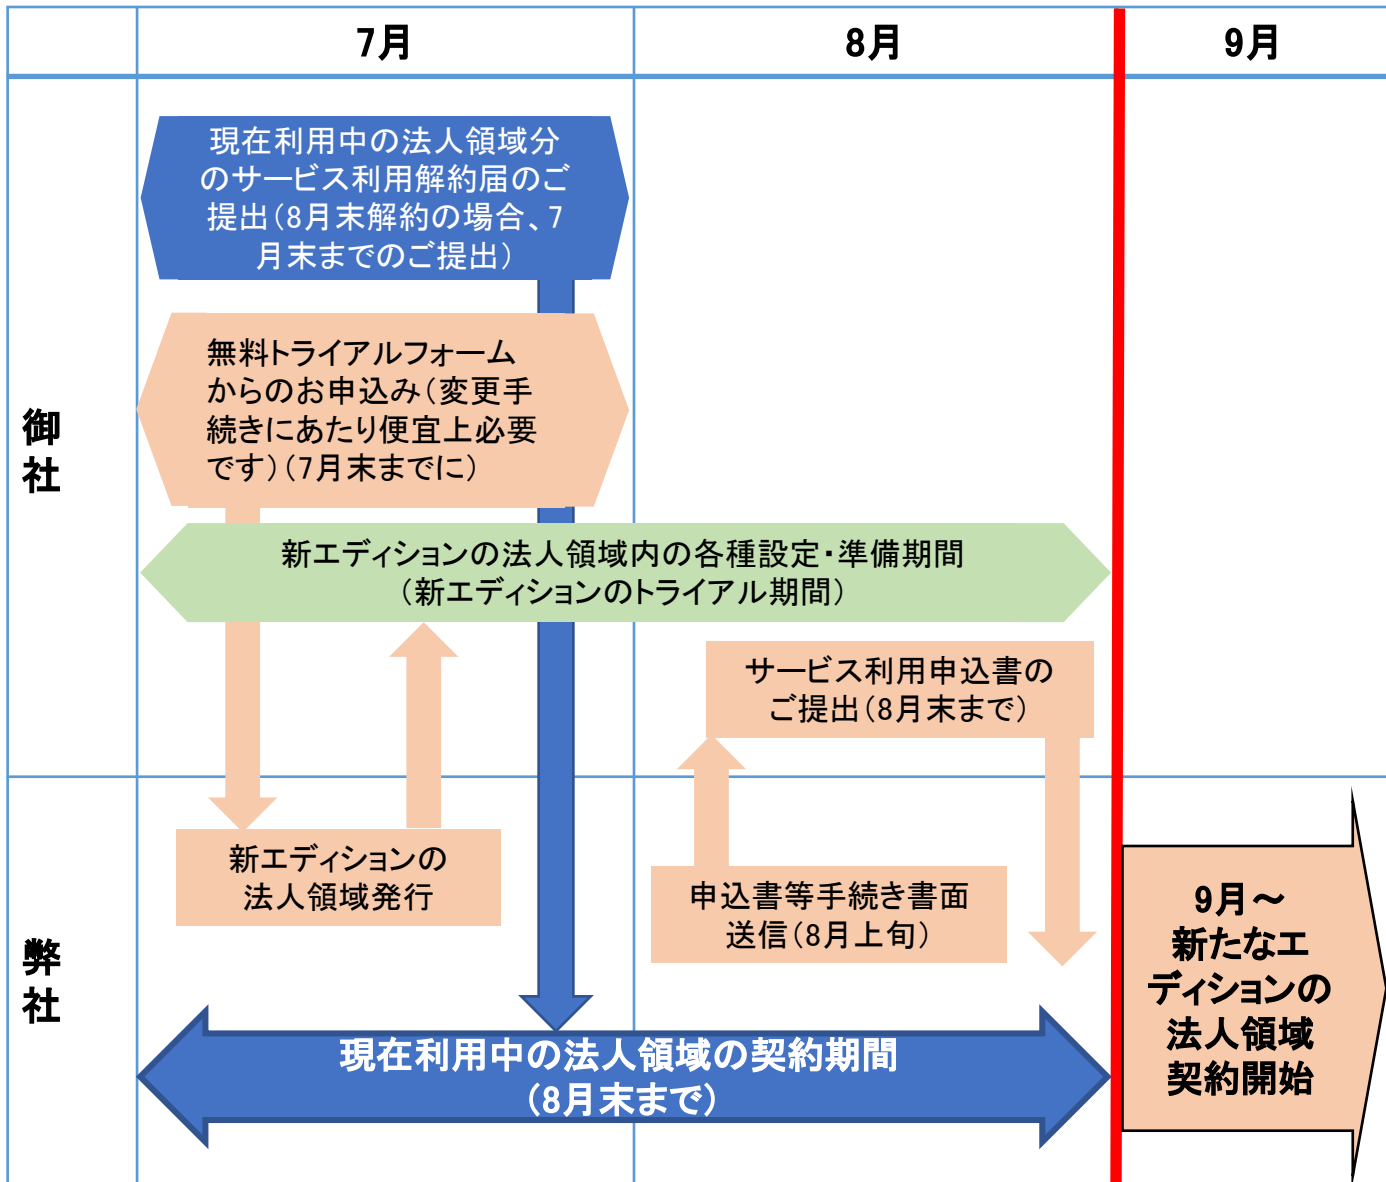 7月
8月
9月
現在利用中の法人領域分
のサービス利用解約届のご
提出(8月末解約の場合、7
月末までのご提出)
無料トライアルフォーム
からのお申込み(変更手
続きにあたり便宜上必要
です)(7月末までに)
御
社
新エディションの法人領域内の各種設定・準備期間
(新エディションのトライアル期間)
サービス利用申込書の
ご提出(8月末まで)
新エディションの
法人領域発行
申込書等手続き書面
送信(8月上旬)
弊
社
9月～
新たなエ
ディションの
法人領域
契約開始
現在利用中の法人領域の契約期間
(8月末まで)